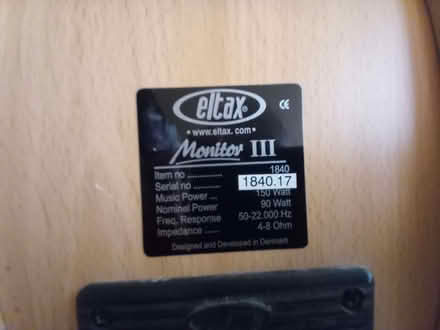 eltax®
• www.eltax.com •
Monitor III
Item no 1840
Serial no 1840.17
Music Power 150 Watt
Nominel Power 90 Watt
Freq. Response 50-22.000 Hz
Impedance 4-8 Ohm
Designed and Developed in Denmark
CE